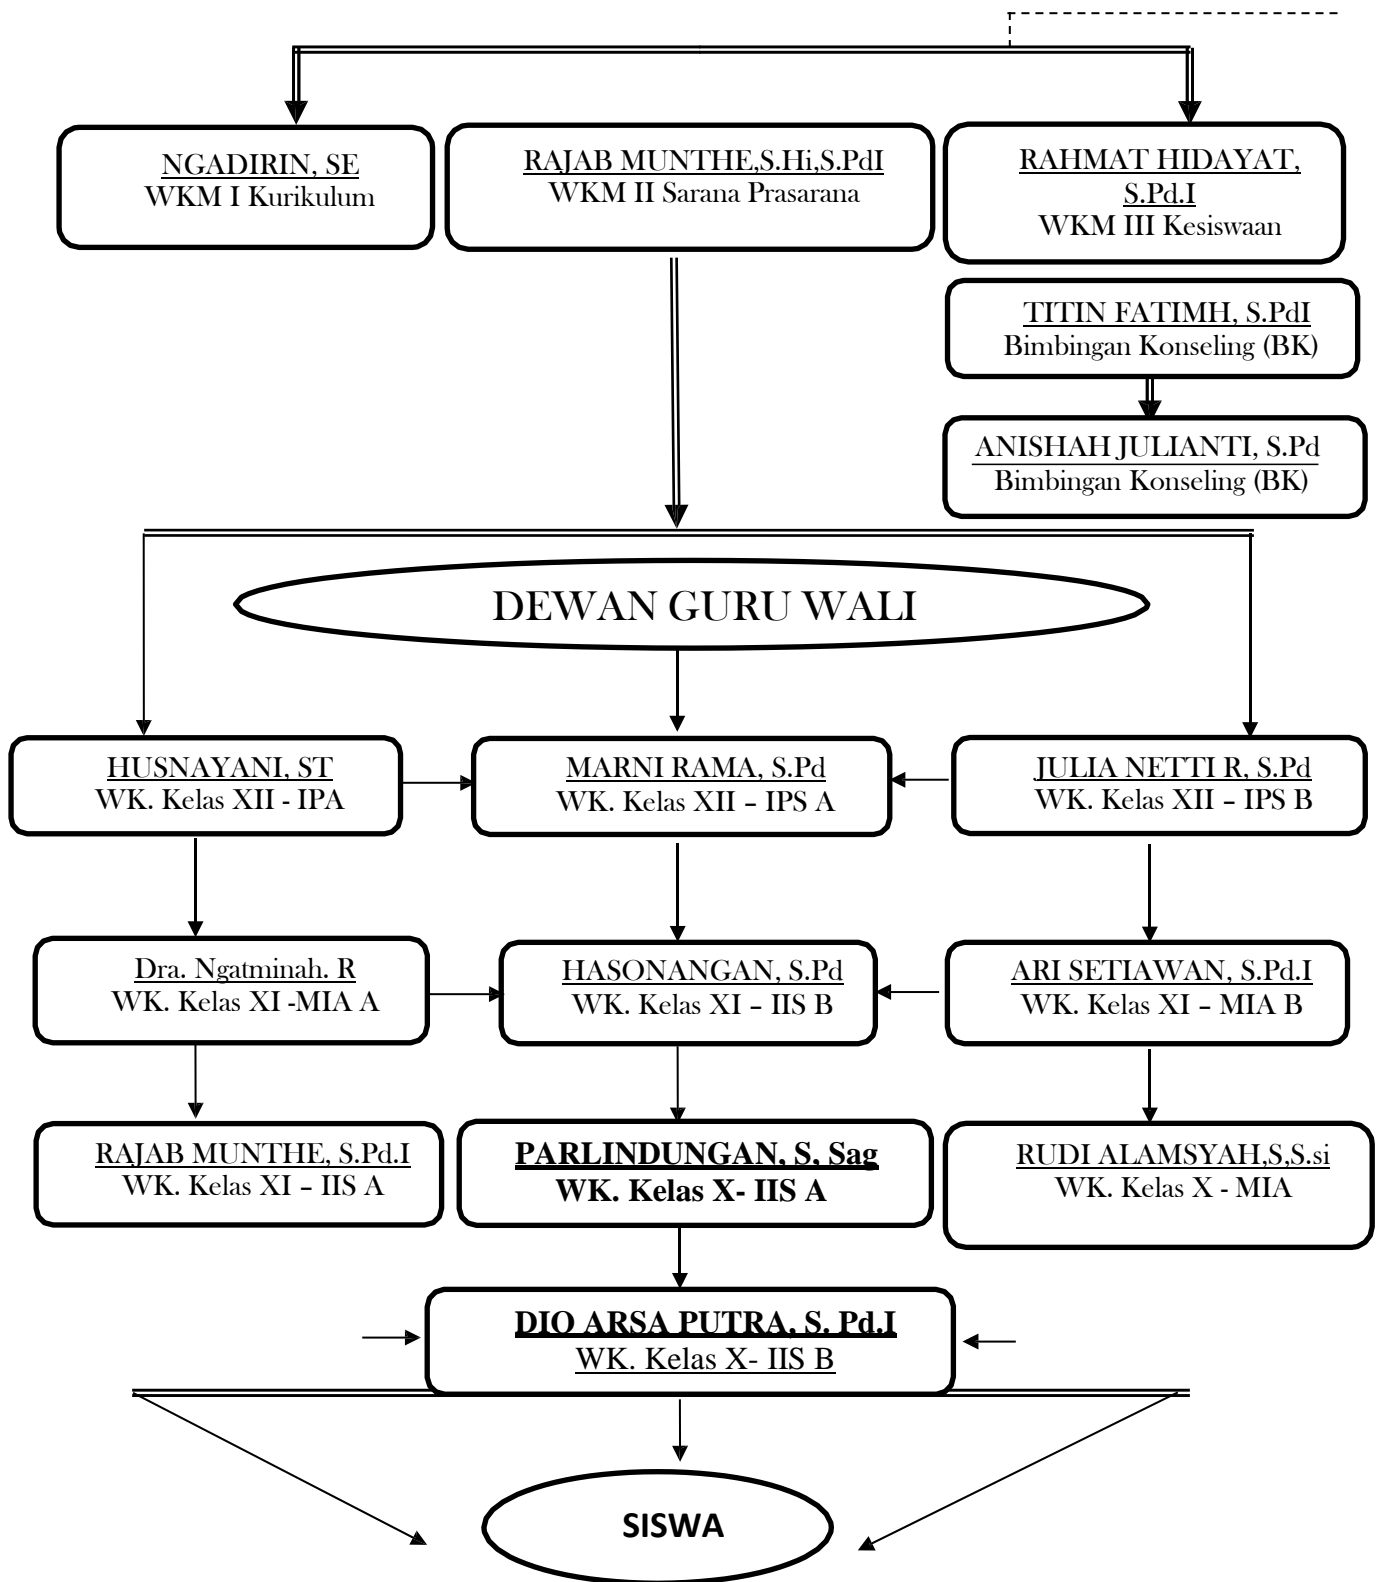 NGADIRIN, SE
WKM I Kurikulum
RAJAB MUNTHE,S.Hi,S.PdI
WKM II Sarana Prasarana
RAHMAT HIDAYAT,
S.Pd.I
WKM III Kesiswaan
TITIN FATIMH, S.PdI
Bimbingan Konseling (BK)
ANISHAH JULIANTI, S.Pd
Bimbingan Konseling (BK)
DEWAN GURU WALI
HUSNAYANI, ST
WK. Kelas XII - IPA
MARNI RAMA, S.Pd
WK. Kelas XII – IPS A
JULIA NETTI R, S.Pd
WK. Kelas XII – IPS B
Dra. Ngatminah. R
WK. Kelas XI -MIA A
HASONANGAN, S.Pd
WK. Kelas XI – IIS B
ARI SETIAWAN, S.Pd.I
WK. Kelas XI – MIA B
RAJAB MUNTHE, S.Pd.I
WK. Kelas XI – IIS A
PARLINDUNGAN, S, Sag
WK. Kelas X- IIS A
RUDI ALAMSYAH,S,S.si
WK. Kelas X - MIA
DIO ARSA PUTRA, S. Pd.I
WK. Kelas X- IIS B
SISWA